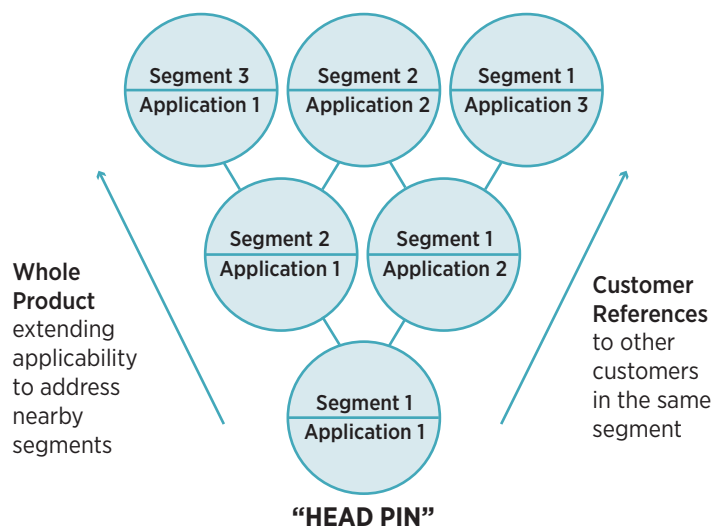 Segment 3
Application 1
Segment 2
Application 2
Segment 1
Application 3
Segment 2
Application 1
Segment 1
Application 2
Whole
Product
extending
applicability
to address
nearby
segments
Customer
References
to other
customers
in the same
segment
Segment 1
Application 1
“HEAD PIN”